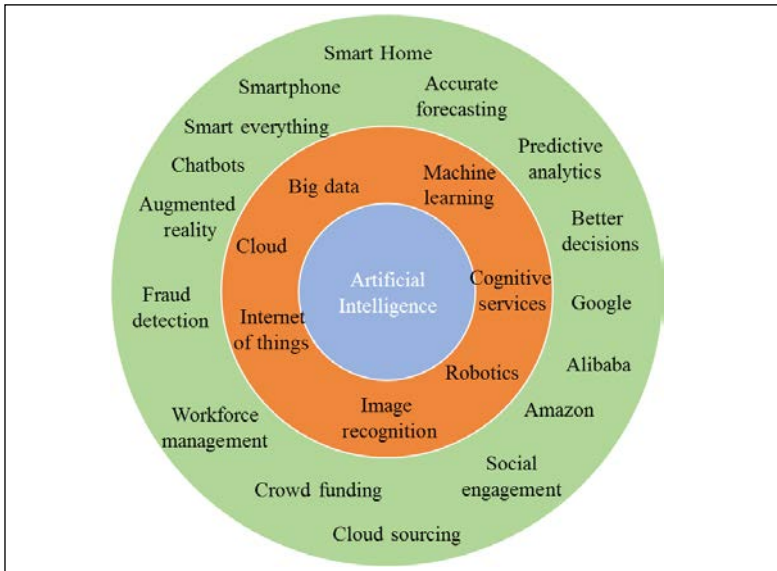 Smart Home
Smartphone
Accurate
forecasting
Smart everything
Predictive
analytics
Chatbots
Augmented
reality
Better
decisions
Fraud
detection
Google
Alibaba
Amazon
Workforce
management
Social
engagement
Crowd funding
Cloud sourcing
Big data
Machine
learning
Cloud
Cognitive
services
Internet
of things
Robotics
Image
recognition
Artificial
Intelligence